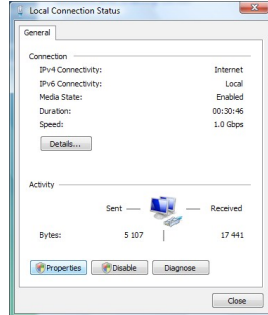 Local Connection Status
General
Connection
IPv4 Connectivity: Internet
IPv6 Connectivity: Local
Media State: Enabled
Duration: 00:30:46
Speed: 1.0 Gbps
Details...
Activity
Sent Received
Bytes: 5 107 17 441
Properties Disable Diagnose
Close